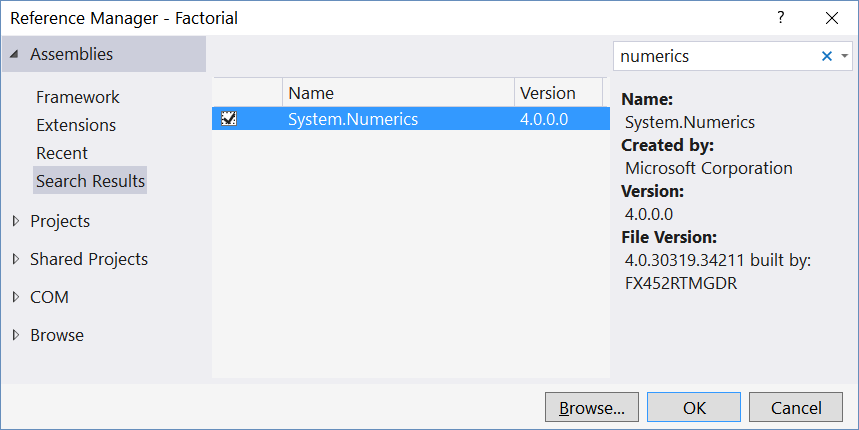 Reference Manager - Factorial
?
Assemblies
Framework
Extensions
Recent
Search Results
Projects
Shared Projects
COM
Browse
Name Version
System.Numerics 4.0.0.0
numerics
Name:
System.Numerics
Created by:
Microsoft Corporation
Version:
4.0.0.0
File Version:
4.0.30319.34211 built by:
FX452RTMGDR
Browse... OK Cancel